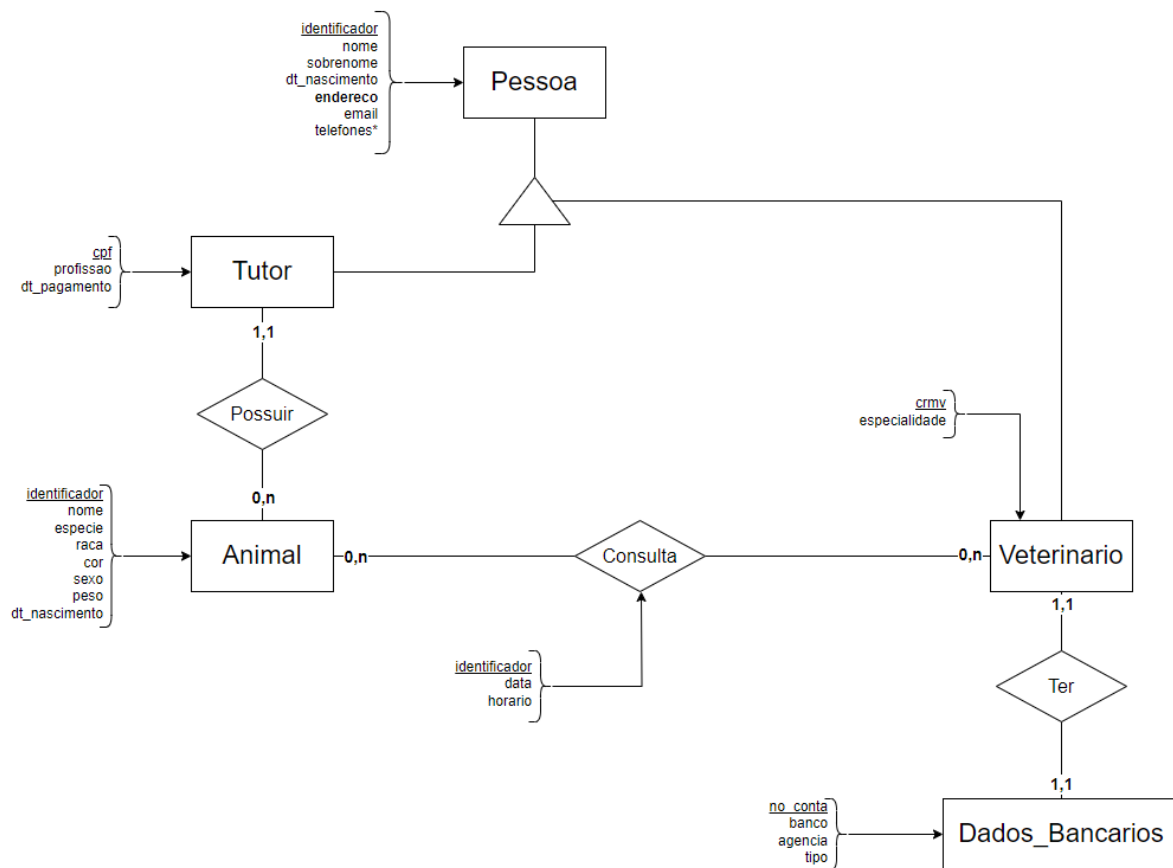 identificador
nome
sobrenome
dt_nascimento
endereco
email
telefones*
Pessoa
cpf
profissao
dt_pagamento
Tutor
1,1
Possuir
0,n
crmv
especialidade
identificador
nome
especie
raca
cor
sexo
peso
dt_nascimento
Animal
0,n
Consulta
0,n
Veterinario
1,1
identificador
data
horario
Ter
1,1
no_conta
banco
agencia
tipo
Dados_Bancarios